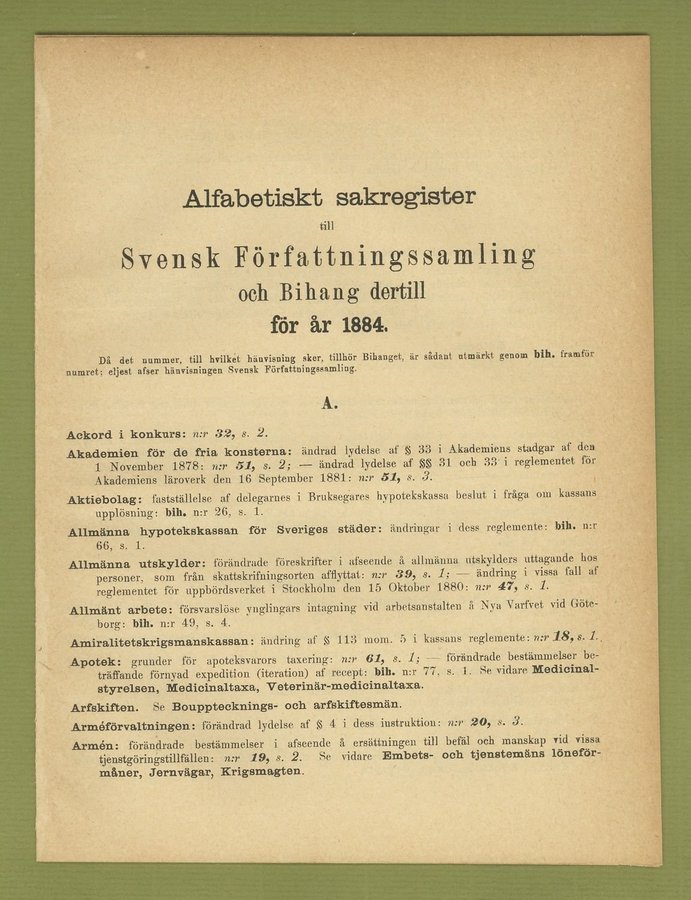 Alfabetiskt sakregister
till
Svensk Författningssamling
och Bihang dertill
för år 1884.
Då det nummer, till hvilket hänvisning sker, tillhör Bihanget, är sådant utmärkt genom bih. framför
numret; eljest afser hänvisningen Svensk Författningssamling.
A.
Ackord i konkurs: n:r 32, s. 2.
Akademien för de fria konsterna: ändrad lydelse af § 33 i Akademiens stadgar af den
1 November 1878: n:r 51, s. 2; — ändrad lydelse af §§ 31 och 33 i reglementet för
Akademiens läroverk den 16 September 1881: n:r 51, s. 3.
Aktiebolag: fastställelse af delegarnes i Bruksegares hypotekskassa beslut i fråga om kassans
upplösning: bih. n:r 26, s. 1.
Allmänna hypotekskassan för Sveriges städer: ändringar i dess reglemente: bih. n:r
66, s. 1.
Allmänna utskylder: förändrade föreskrifter i afseende å allmänna utskylders uttagande hos
personer, som från skattskrifningsorten afflyttat: n:r 39, s. 1; — ändring i vissa fall af
reglementet för uppbördsverket i Stockholm den 15 Oktober 1880: n:r 47, s. 1.
Allmänt arbete: försvarslöse ynglingars intagning vid arbetsanstalten å Nya Varfvet vid Göte-
borg: bih. n:r 49, s. 4.
Amiralitetskrigsmanskassan: ändring af § 113 mom. 5 i kassans reglemente: n:r 18, s. 1.
Apotek: grunder för apoteksvarors taxering: n:r 61, s. 1; — förändrade bestämmelser be-
träffande förnyad expedition (iteration) af recept: bih. n:r 77, s. 1. Se vidare Medicinal-
styrelsen, Medicinaltaxa, Veterinär-medicinaltaxa.
Arfskiften. Se Bouppteckningss- och arfskiftesmän.
Arméförvaltningen: förändrad lydelse af § 4 i dess instruktion: n:r 20, s. 3.
Armén: förändrade bestämmelser i afseende å ersättningen till befäl och manskap vid vissa
tjenstgöringstillfällen: n:r 19, s. 2. Se vidare Embets- och tjenstemäns löneför-
måner, Jernvägar, Krigsmagten.